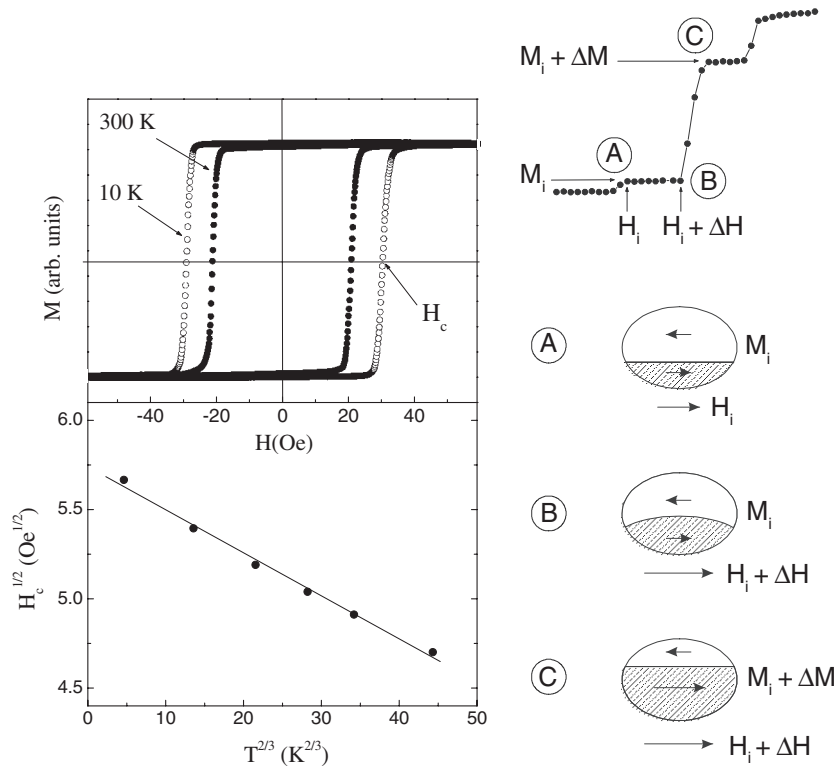 300 K
10 K
H_c
M (arb. units)
-40 -20 0 20 40
H(Oe)
6.0
5.5
5.0
4.5
H_c^{1/2} (Oe^{1/2})
0 10 20 30 40 50
T^{2/3} (K^{2/3})
C
M_i + ΔM
A
M_i
B
H_i
H_i + ΔH
A
M_i
H_i
B
M_i
H_i + ΔH
C
M_i + ΔM
H_i + ΔH